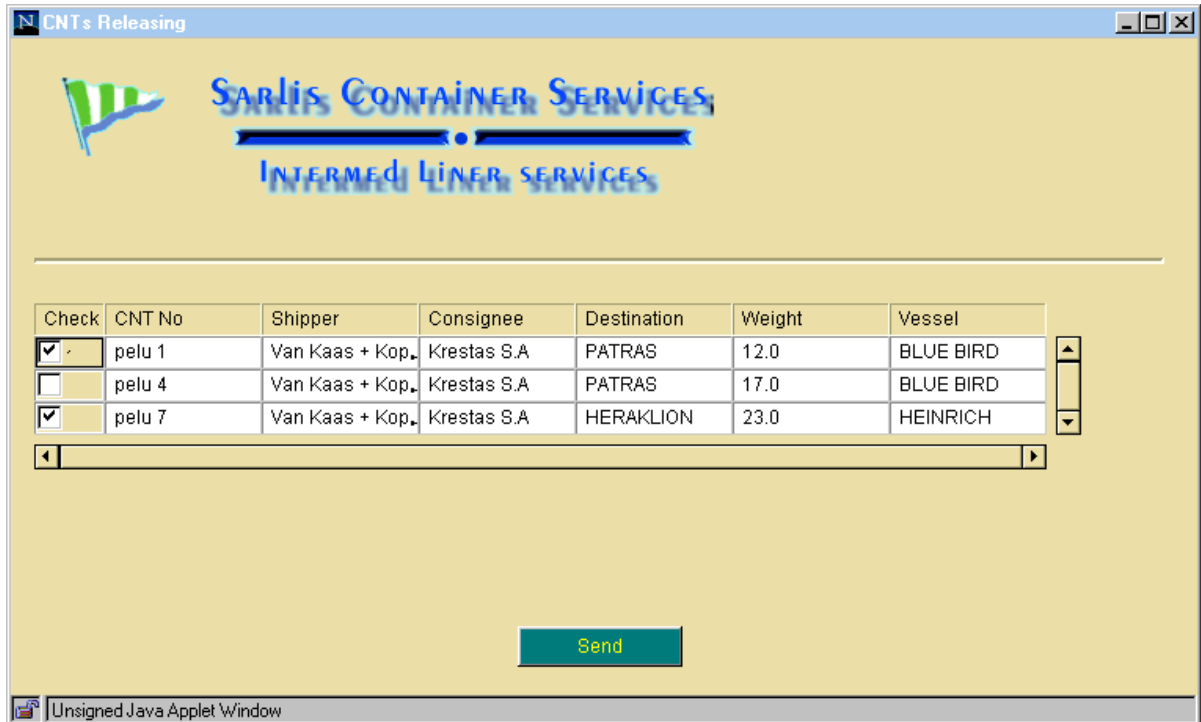 CNTs Releasing
Sarlis Container Services
Intermed Liner services
Check CNT No Shipper Consignee Destination Weight Vessel
pelu 1 Van Kaas + Kop. Krestas S.A PATRAS 12.0 BLUE BIRD
pelu 4 Van Kaas + Kop. Krestas S.A PATRAS 17.0 BLUE BIRD
pelu 7 Van Kaas + Kop. Krestas S.A HERAKLION 23.0 HEINRICH
Send
Unsigned Java Applet Window